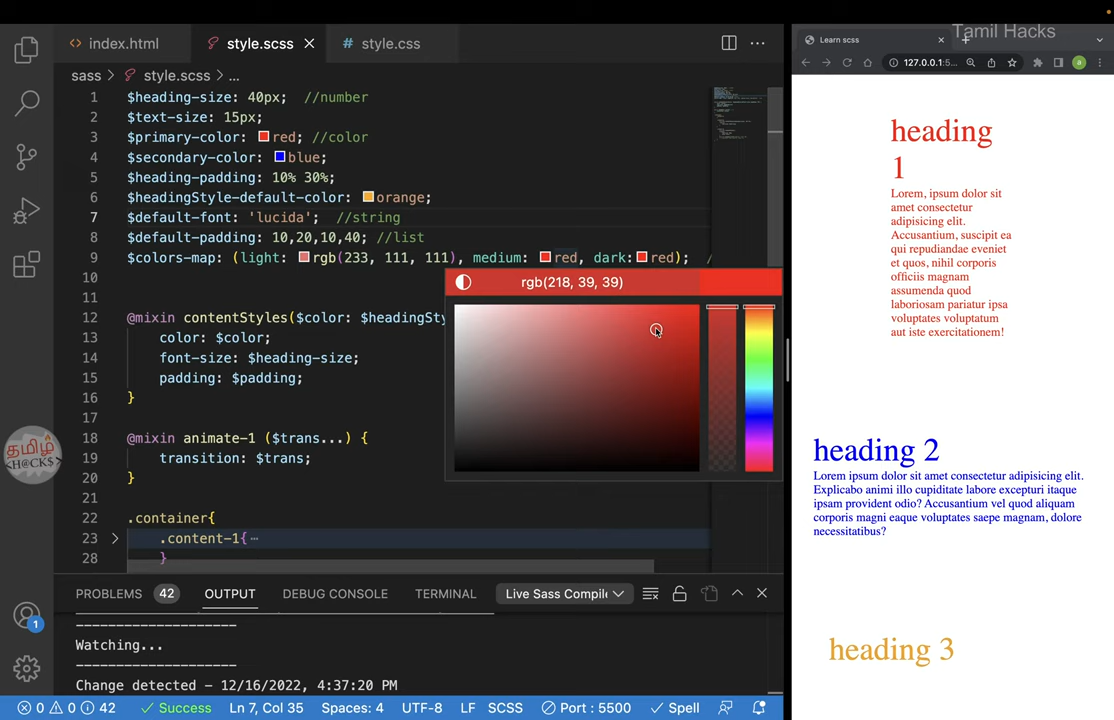 Tamil Hacks
index.html
style.scss
style.css
Learn scss
127.0.0.1:5...
a
sass > style.scss > ...
1 $heading-size: 40px; //number
2 $text-size: 15px;
3 $primary-color: red; //color
4 $secondary-color: blue;
5 $heading-padding: 10% 30%;
6 $headingStyle-default-color: orange;
7 $default-font: 'lucida'; //string
8 $default-padding: 10,20,10,40; //list
9 $colors-map: (light: rgb(233, 111, 111), medium: red, dark: red); /
10
rgb(218, 39, 39)
11
12 @mixin contentStyles($color: $headingSty
13 color: $color;
14 font-size: $heading-size;
15 padding: $padding;
16 }
17
18 @mixin animate-1 ($trans...) {
19 transition: $trans;
20 }
21
22 .container{
23 .content-1{ ...
28 }
தமிழ்
<H@CK$>
1
PROBLEMS 42 OUTPUT DEBUG CONSOLE TERMINAL Live Sass Compile
--------------------
Watching...
--------------------
Change detected - 12/16/2022, 4:37:20 PM
0 0 42 Success Ln 7, Col 35 Spaces: 4 UTF-8 LF SCSS Port : 5500 Spell
heading
1
Lorem, ipsum dolor sit
amet consectetur
adipisicing elit.
Accusantium, suscipit ea
qui repudiandae eveniet
et quos, nihil corporis
officiis magnam
assumenda quod
laboriosam pariatur ipsa
voluptates voluptatum
aut iste exercitationem!
heading 2
Lorem ipsum dolor sit amet consectetur adipisicing elit.
Explicabo animi illo cupiditate labore excepturi itaque
ipsam provident odio? Accusantium vel quod aliquam
corporis magni eaque voluptates saepe magnam, dolore
necessitatibus?
heading 3